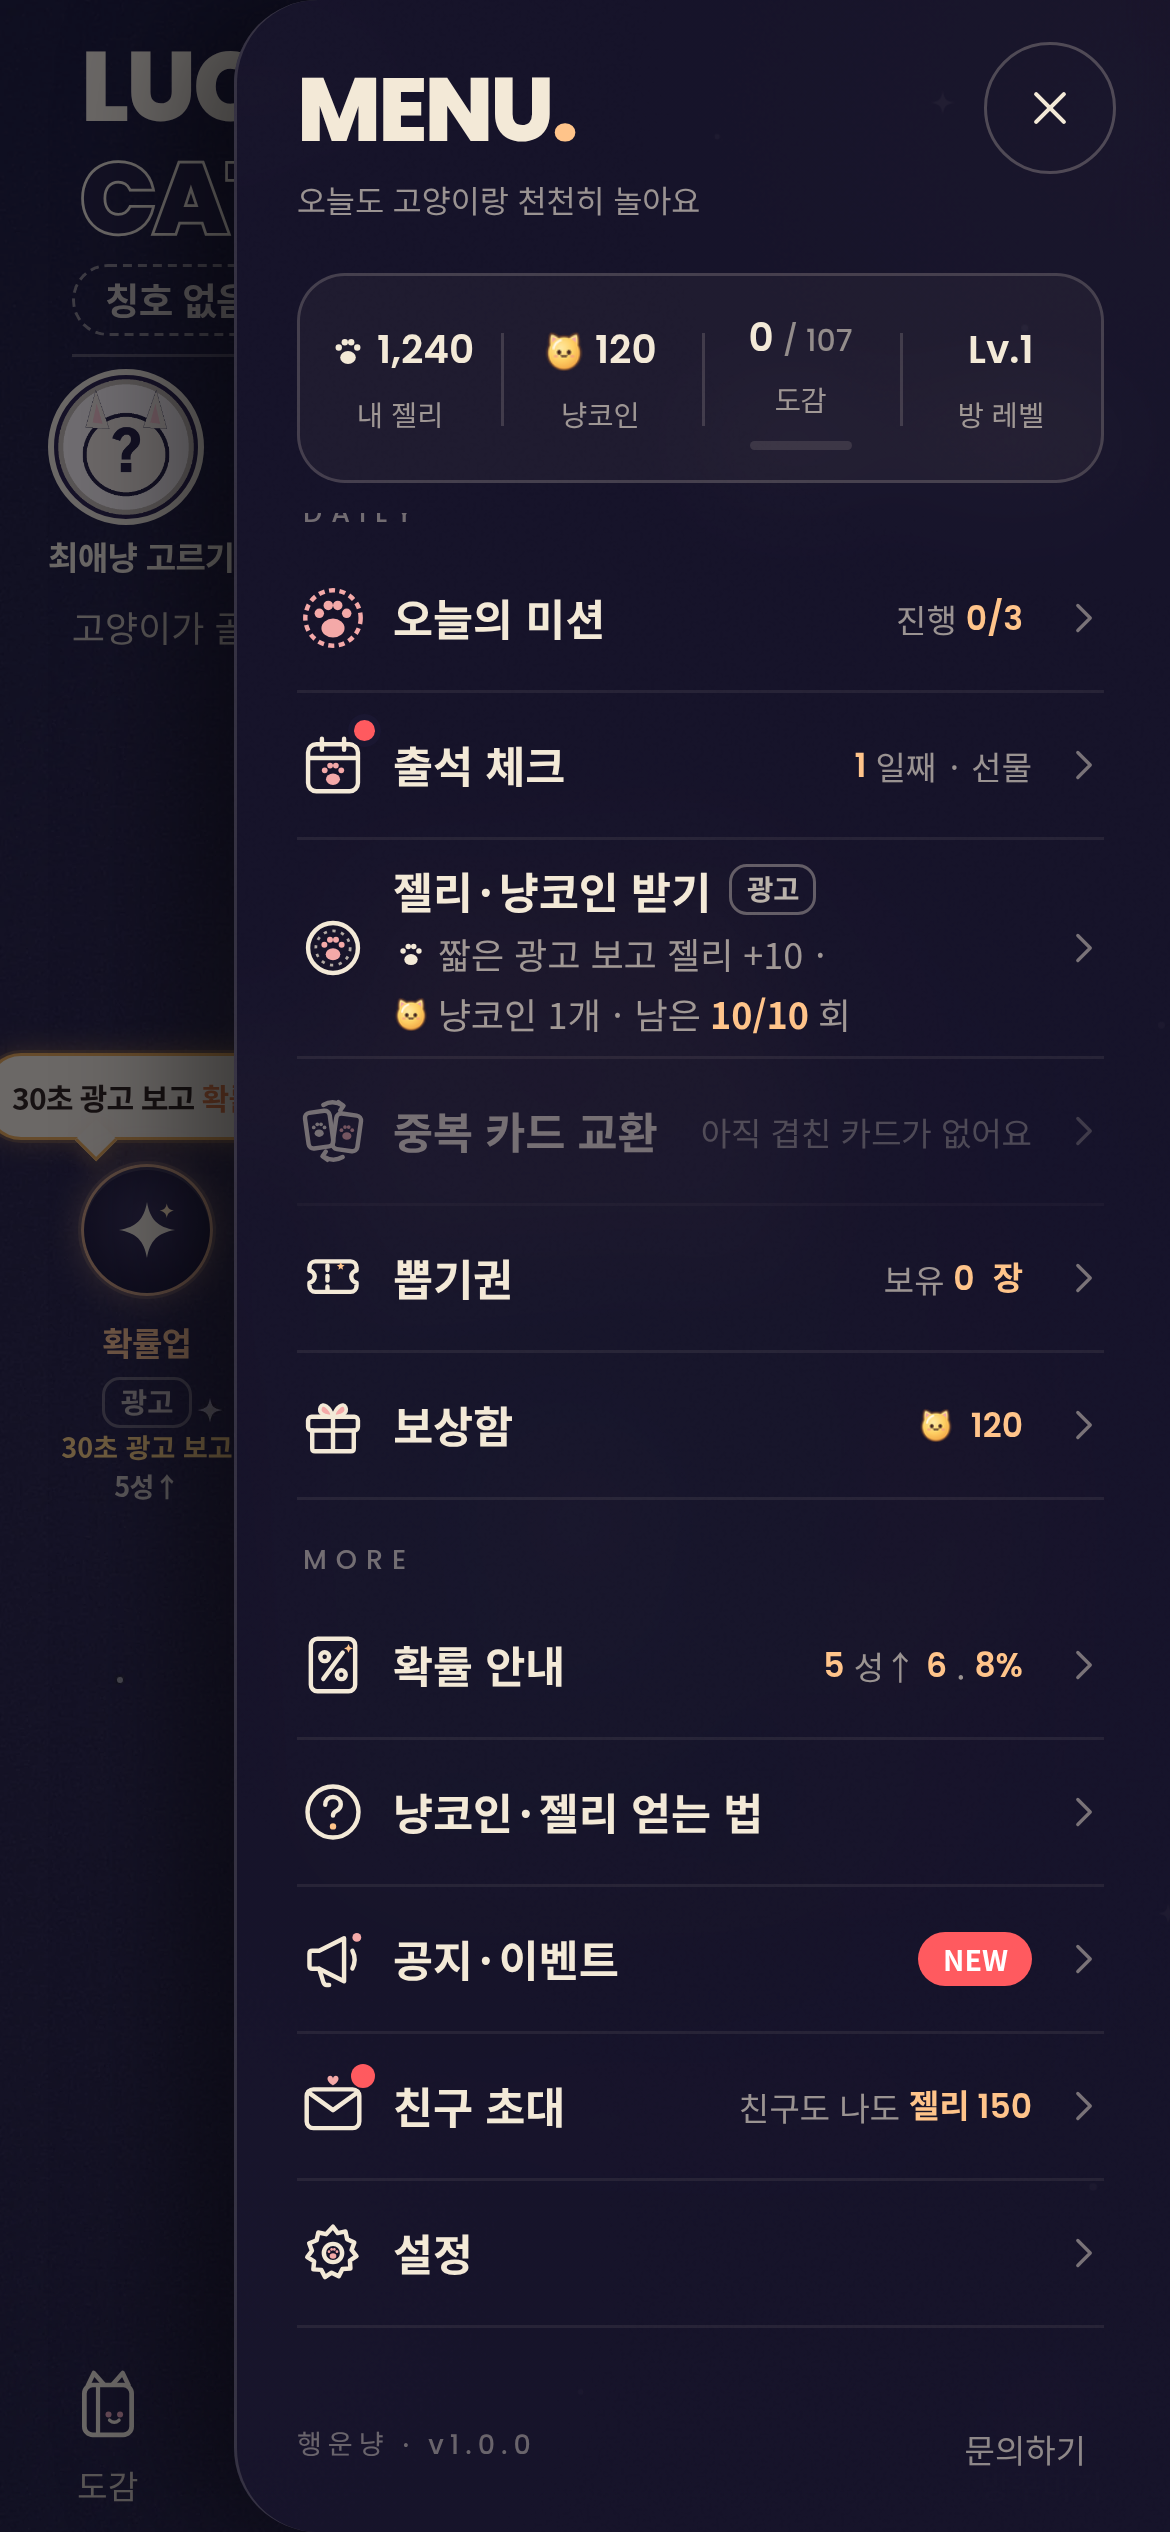 MENU.
오늘도 고양이랑 천천히 놀아요
1,240
내 젤리
120
냥코인
0 / 107
도감
Lv.1
방 레벨
DAILY
오늘의 미션 진행 0/3
출석 체크 1 일째 · 선물
젤리·냥코인 받기 광고
짧은 광고 보고 젤리 +10 ·
냥코인 1개 · 남은 10/10 회
중복 카드 교환 아직 겹친 카드가 없어요
뽑기권 보유 0 장
보상함 120
MORE
확률 안내 5 성↑ 6 . 8%
냥코인·젤리 얻는 법
공지·이벤트 NEW
친구 초대 친구도 나도 젤리 150
설정
행운냥 · v1.0.0
문의하기
칭호 없음
?
최애냥 고르기
고양이가
30초 광고 보고
확률업
광고
30초 광고 보고
5성↑
도감